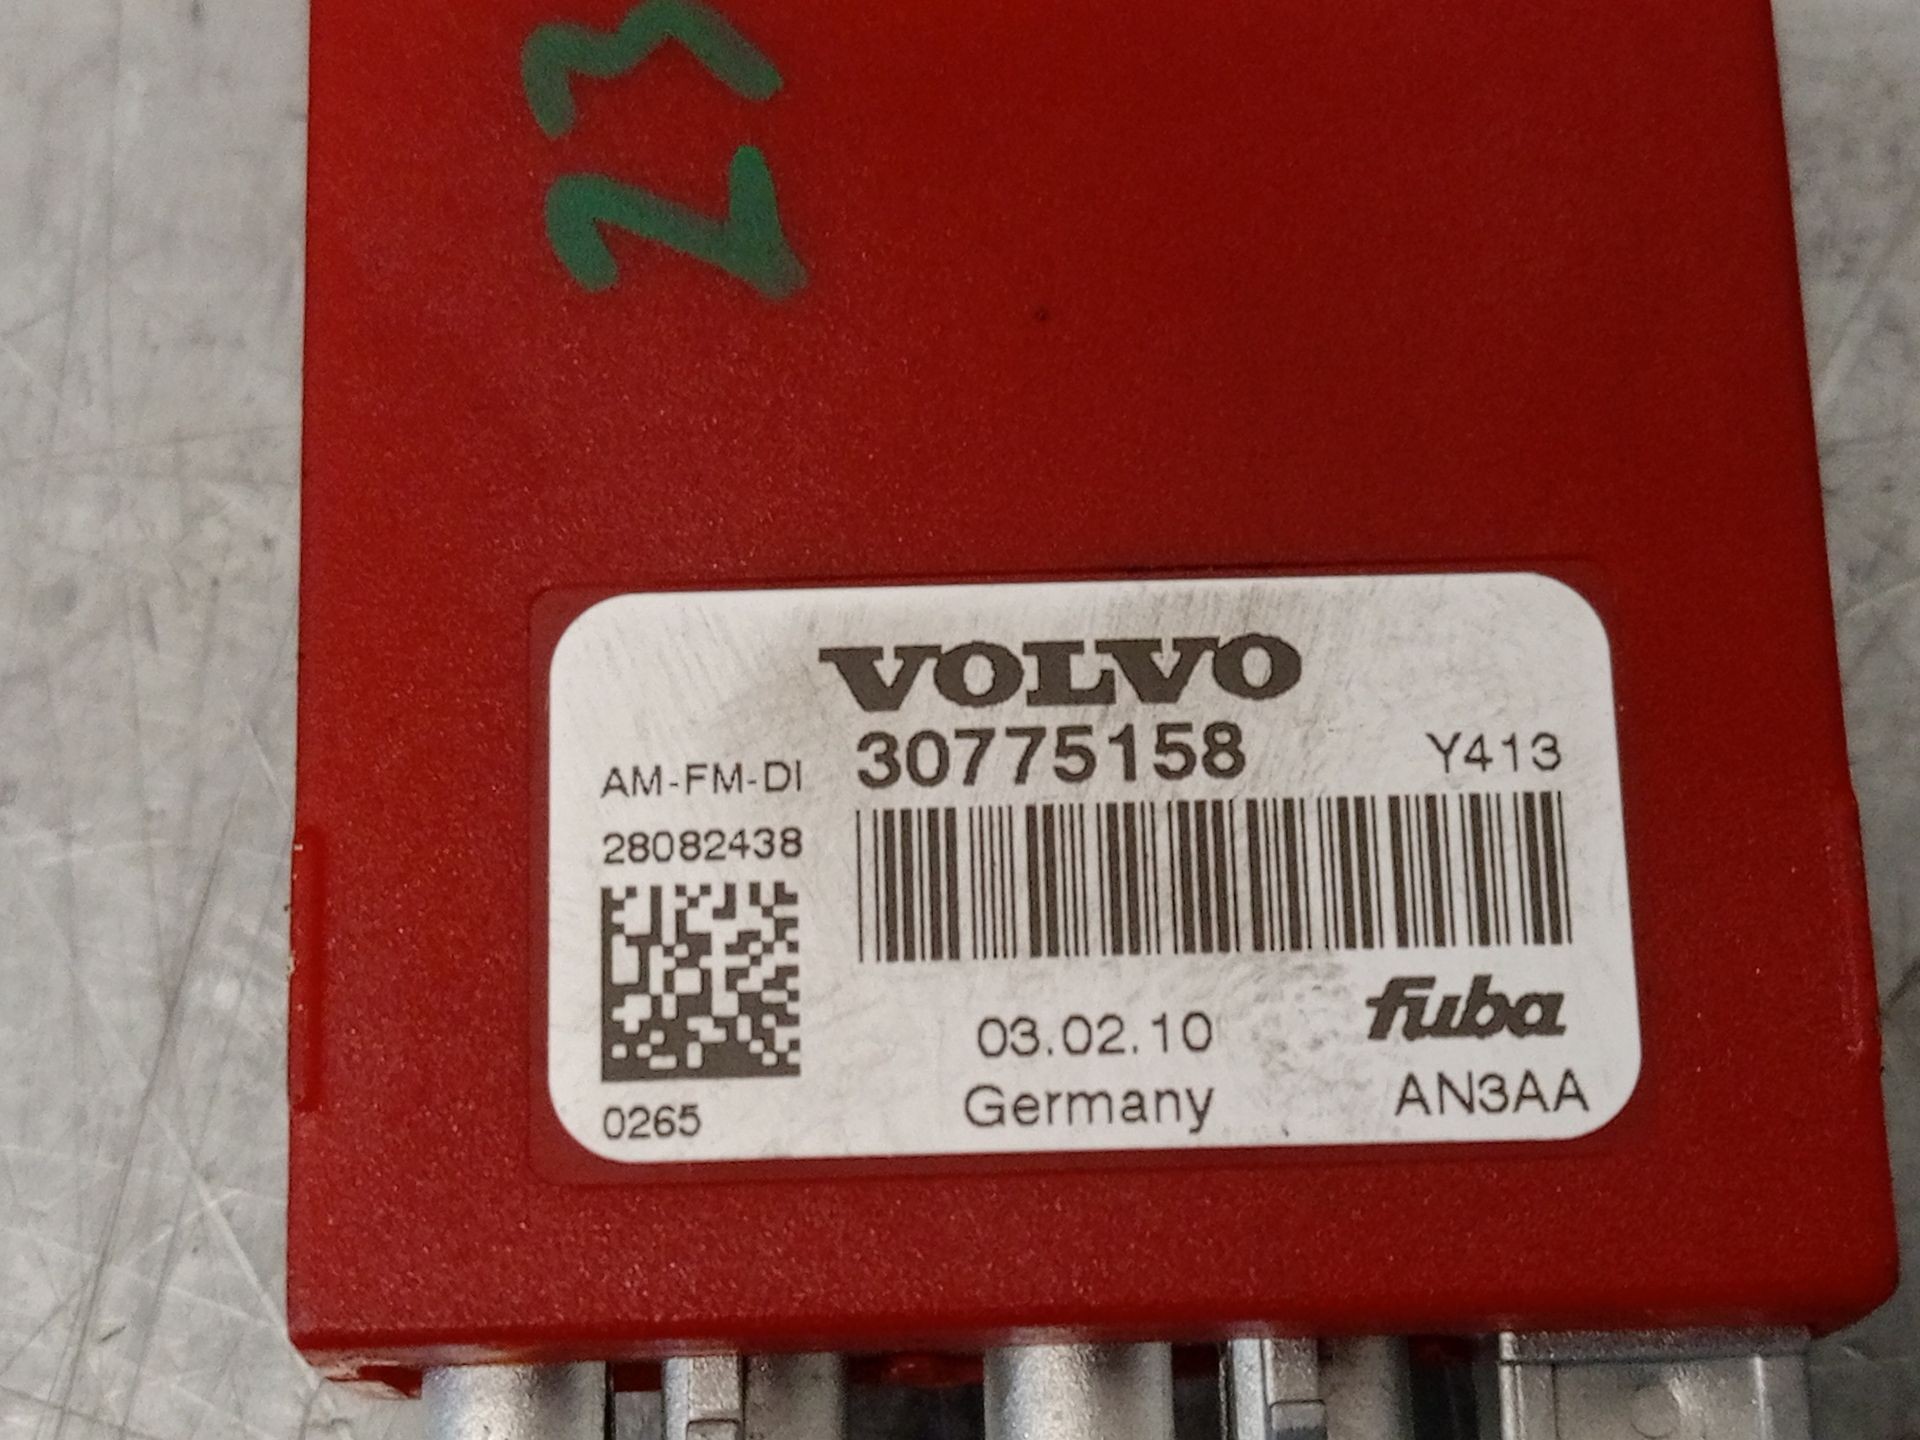 23
VOLVO
30775158
Y413
AM-FM-DI
28082438
fuba
03.02.10
Germany
AN3AA
0265